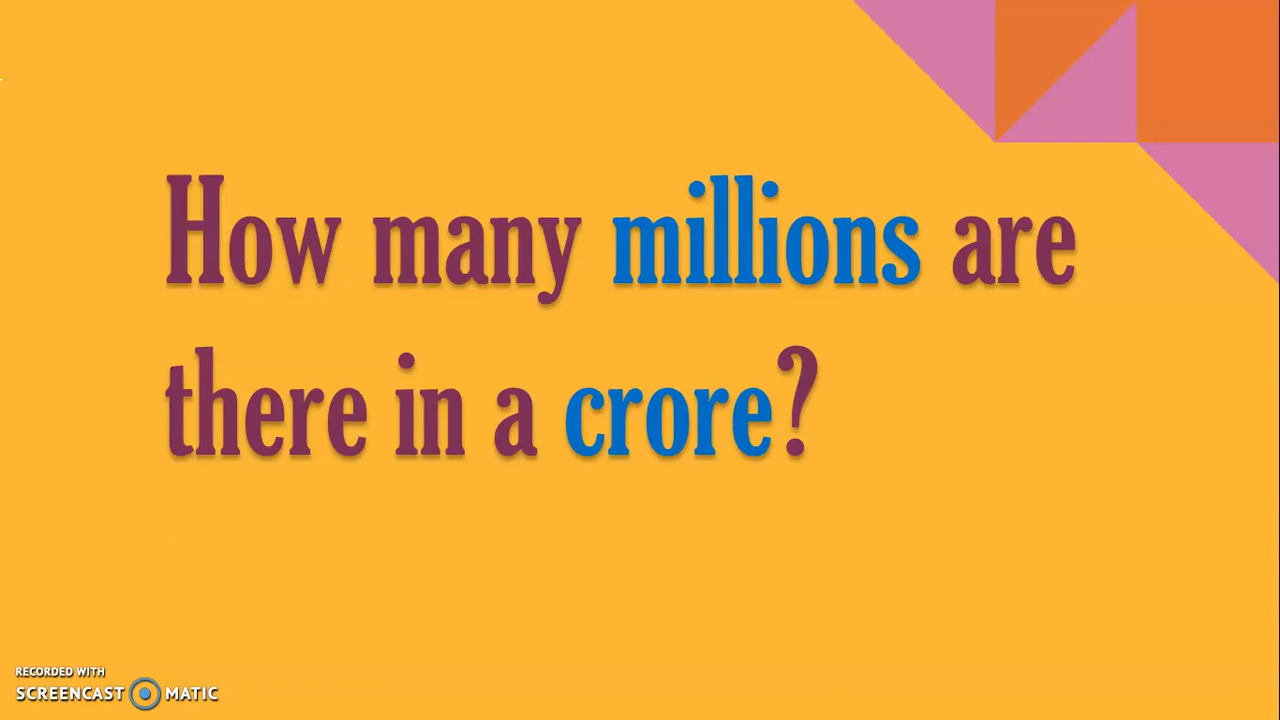 How many millions are
there in a crore?
RECORDED WITH
SCREENCAST MATIC